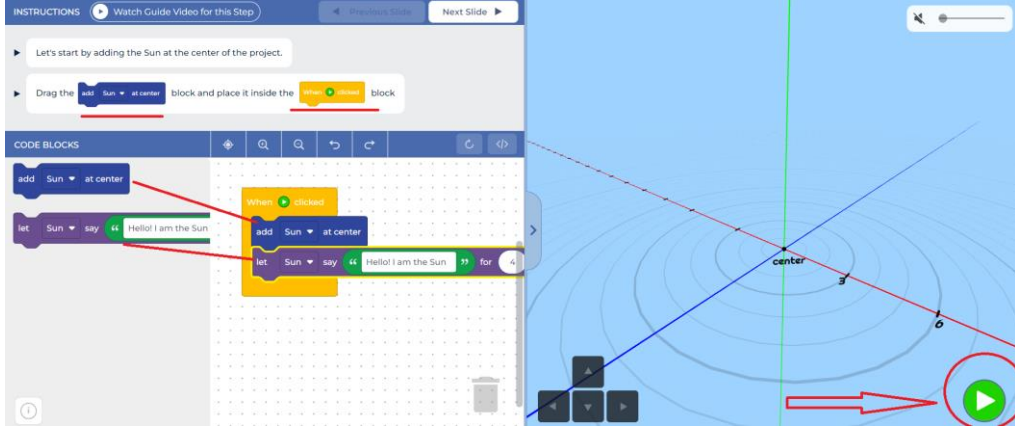 INSTRUCTIONS Watch Guide Video for this Step Previous Slide Next Slide
Let's start by adding the Sun at the center of the project.
Drag the add Sun at center block and place it inside the When clicked block
CODE BLOCKS
add Sun at center
let Sun say “ Hello! I am the Sun
When clicked
add Sun at center
let Sun say “ Hello! I am the Sun ” for 4
center
3
6